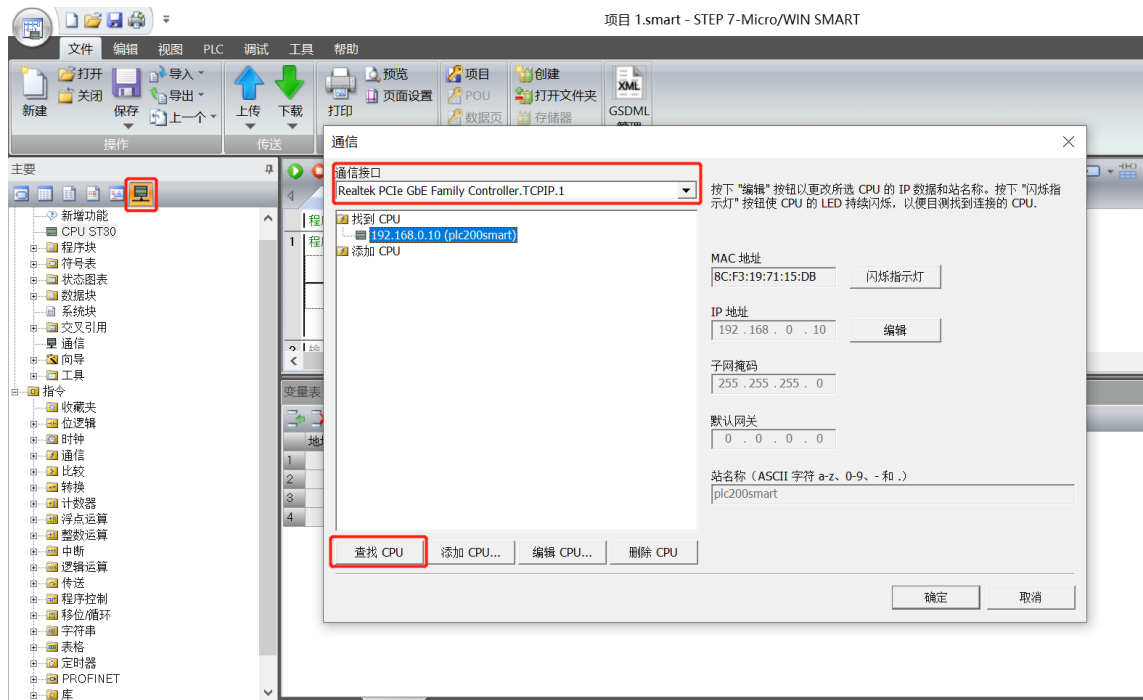 项目 1.smart - STEP 7-Micro/WIN SMART
文件 编辑 视图 PLC 调试 工具 帮助
新建
打开
关闭
保存
导入
导出
上一个
操作
上传
下载
传送
打印
预览
页面设置
项目
POU
数据页
创建
打开文件夹
存储器
XML
GSDML
主要
新增功能
CPU ST30
程序块
符号表
状态图表
数据块
系统块
交叉引用
通信
向导
工具
指令
收藏夹
位逻辑
时钟
通信
比较
转换
计数器
浮点运算
整数运算
中断
逻辑运算
传送
程序控制
移位/循环
字符串
表格
定时器
PROFINET
库
1
变量表
1
2
3
4
通信
通信接口
Realtek PCIe GbE Family Controller.TCPIP.1
找到 CPU
192.168.0.10 (plc200smart)
添加 CPU
查找 CPU
添加 CPU...
编辑 CPU...
删除 CPU
按下 "编辑" 按钮以更改所选 CPU 的 IP 数据和站名称。按下 "闪烁指
示灯" 按钮使 CPU 的 LED 持续闪烁，以便目测找到连接的 CPU.
MAC 地址
8C:F3:19:71:15:DB
闪烁指示灯
IP 地址
192 . 168 . 0 . 10
编辑
子网掩码
255 . 255 . 255 . 0
默认网关
0 . 0 . 0 . 0
站名称（ASCII 字符 a-z、0-9、- 和 .）
plc200smart
确定
取消